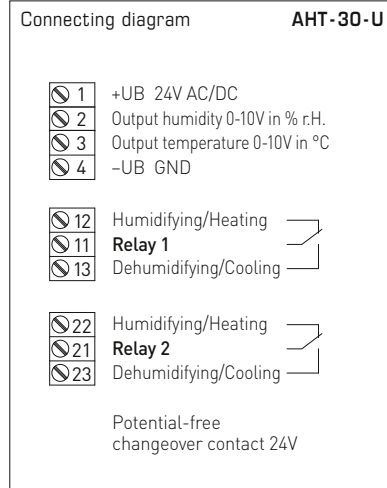 Connecting diagram AHT-30-U
1 +UB 24V AC/DC
2 Output humidity 0-10V in % r.H.
3 Output temperature 0-10V in °C
4 –UB GND
12 Humidifying/Heating
11 Relay 1
13 Dehumidifying/Cooling
22 Humidifying/Heating
21 Relay 2
23 Dehumidifying/Cooling
Potential-free
changeover contact 24V